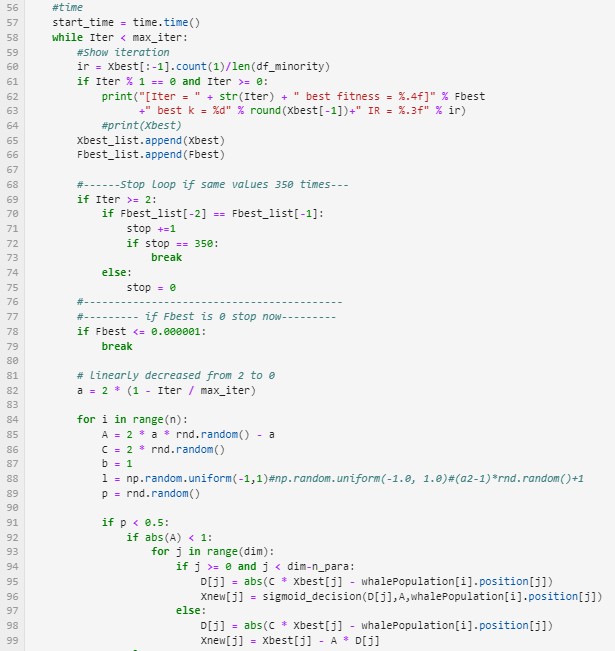 56 #time
57 start_time = time.time()
58 while Iter < max_iter:
59 #Show iteration
60 ir = Xbest[:-1].count(1)/len(df_minority)
61 if Iter % 1 == 0 and Iter >= 0:
62 print("[Iter = " + str(Iter) + " best fitness = %.4f]" % Fbest
63 +" best k = %d" % round(Xbest[-1])+" IR = %.3f" % ir)
64 #print(Xbest)
65 Xbest_list.append(Xbest)
66 Fbest_list.append(Fbest)
67
68 #------Stop loop if same values 350 times---
69 if Iter >= 2:
70 if Fbest_list[-2] == Fbest_list[-1]:
71 stop +=1
72 if stop == 350:
73 break
74 else:
75 stop = 0
76 #------------------------------------------
77 #--------- if Fbest is 0 stop now---------
78 if Fbest <= 0.000001:
79 break
80
81 # linearly decreased from 2 to 0
82 a = 2 * (1 - Iter / max_iter)
83
84 for i in range(n):
85 A = 2 * a * rnd.random() - a
86 C = 2 * rnd.random()
87 b = 1
88 l = np.random.uniform(-1,1)#np.random.uniform(-1.0, 1.0)#(a2-1)*rnd.random()+1
89 p = rnd.random()
90
91 if p < 0.5:
92 if abs(A) < 1:
93 for j in range(dim):
94 if j >= 0 and j < dim-n_para:
95 D[j] = abs(C * Xbest[j] - whalePopulation[i].position[j])
96 Xnew[j] = sigmoid_decision(D[j],A,whalePopulation[i].position[j])
97 else:
98 D[j] = abs(C * Xbest[j] - whalePopulation[i].position[j])
99 Xnew[j] = Xbest[j] - A * D[j]